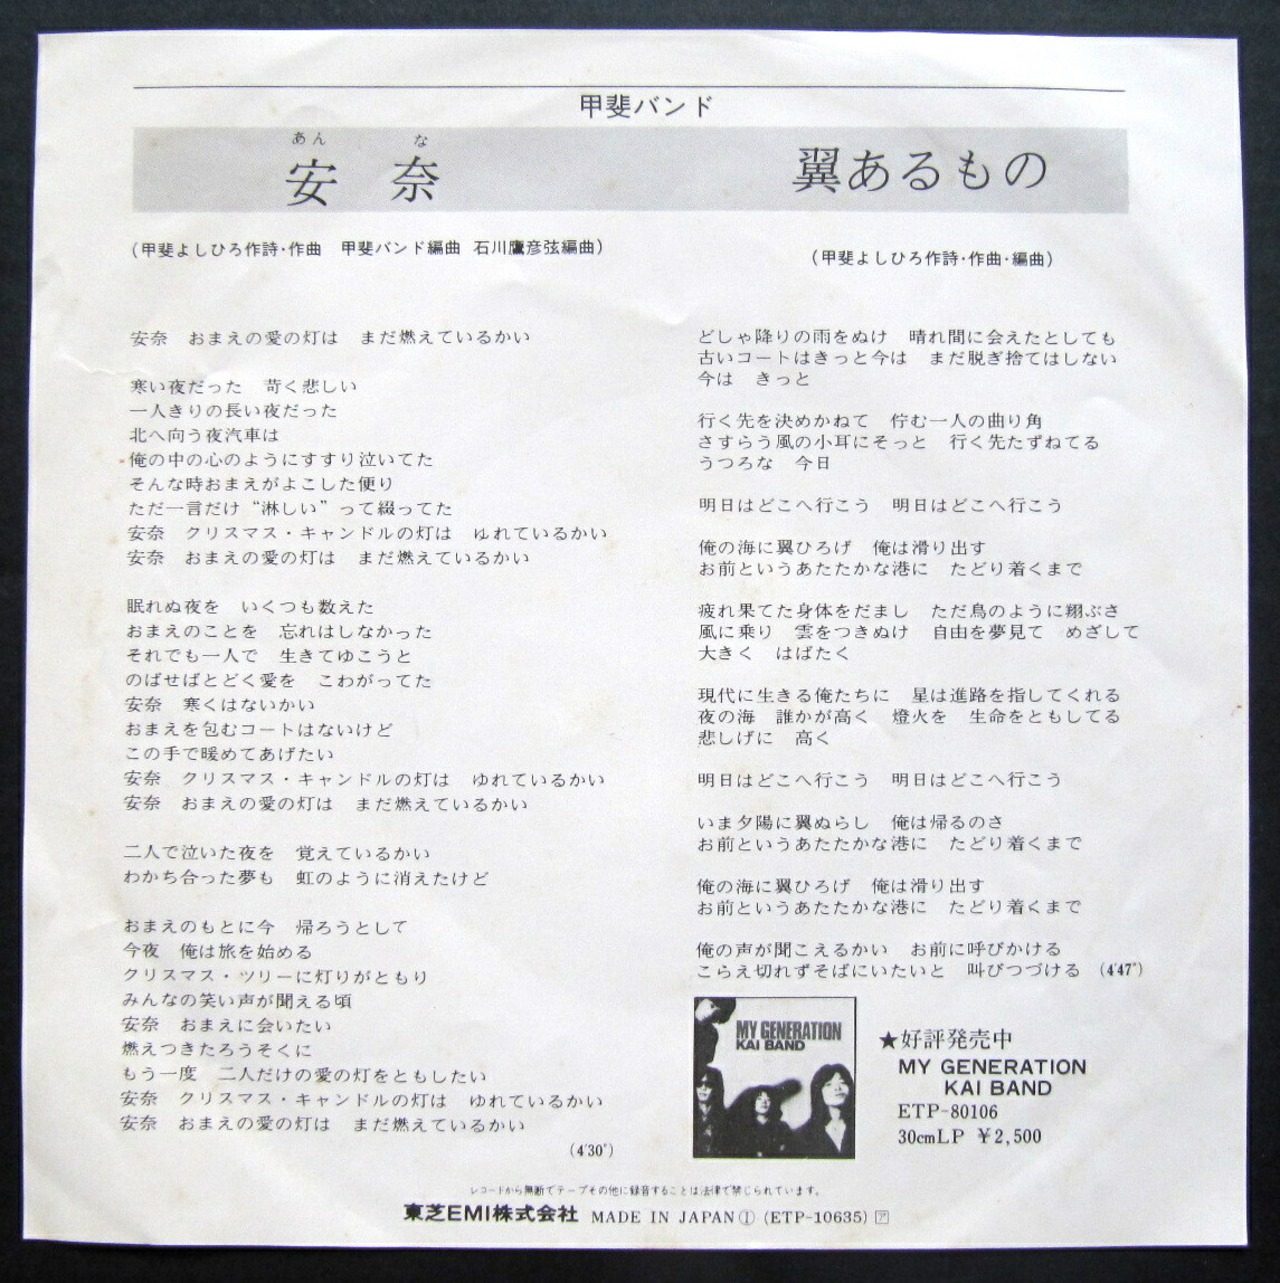 甲斐バンド
あん な
安 奈
(甲斐よしひろ作詩・作曲 甲斐バンド編曲 石川鷹彦弦編曲)
安奈 おまえの愛の灯は まだ燃えているかい
寒い夜だった 苛く悲しい
一人きりの長い夜だった
北へ向う夜汽車は
俺の中の心のようにすすり泣いてた
そんな時おまえがよこした便り
ただ一言だけ“淋しい”って綴ってた
安奈 クリスマス・キャンドルの灯は ゆれているかい
安奈 おまえの愛の灯は まだ燃えているかい
眠れぬ夜を いくつも数えた
おまえのことを 忘れはしなかった
それでも一人で 生きてゆこうと
のばせばとどく愛を こわがってた
安奈 寒くはないかい
おまえを包むコートはないけど
この手で暖めてあげたい
安奈 クリスマス・キャンドルの灯は ゆれているかい
安奈 おまえの愛の灯は まだ燃えているかい
二人で泣いた夜を 覚えているかい
わかち合った夢も 虹のように消えたけど
おまえのもとに今 帰ろうとして
今夜 俺は旅を始める
クリスマス・ツリーに灯りがともり
みんなの笑い声が聞える頃
安奈 おまえに会いたい
燃えつきたろうそくに
もう一度 二人だけの愛の灯をともしたい
安奈 クリスマス・キャンドルの灯は ゆれているかい
安奈 おまえの愛の灯は まだ燃えているかい
(4'30")
翼あるもの
(甲斐よしひろ作詩・作曲・編曲)
どしゃ降りの雨をぬけ 晴れ間に会えたとしても
古いコートはきっと今は まだ脱ぎ捨てはしない
今は きっと
行く先を決めかねて 佇む一人の曲り角
さすらう風の小耳にそっと 行く先たずねてる
うつろな 今日
明日はどこへ行こう 明日はどこへ行こう
俺の海に翼ひろげ 俺は滑り出す
お前というあたたかな港に たどり着くまで
疲れ果てた身体をだまし ただ鳥のように翔ぶさ
風に乗り 雲をつきぬけ 自由を夢見て めざして
大きく はばたく
現代に生きる俺たちに 星は進路を指してくれる
夜の海 誰かが高く 燈火を 生命をともしてる
悲しげに 高く
明日はどこへ行こう 明日はどこへ行こう
いま夕陽に翼ぬらし 俺は帰るのさ
お前というあたたかな港に たどり着くまで
俺の海に翼ひろげ 俺は滑り出す
お前というあたたかな港に たどり着くまで
俺の声が聞こえるかい お前に呼びかける
こらえ切れずそばにいたいと 叫びつづける (4'47")
MY GENERATION
KAI BAND
★好評発売中
MY GENERATION
KAI BAND
ETP-80106
30cmLP ￥2,500
レコードから無断でテープその他に録音することは法律で禁じられています。
東芝EMI株式会社 MADE IN JAPAN Ⓘ (ETP-10635) ア